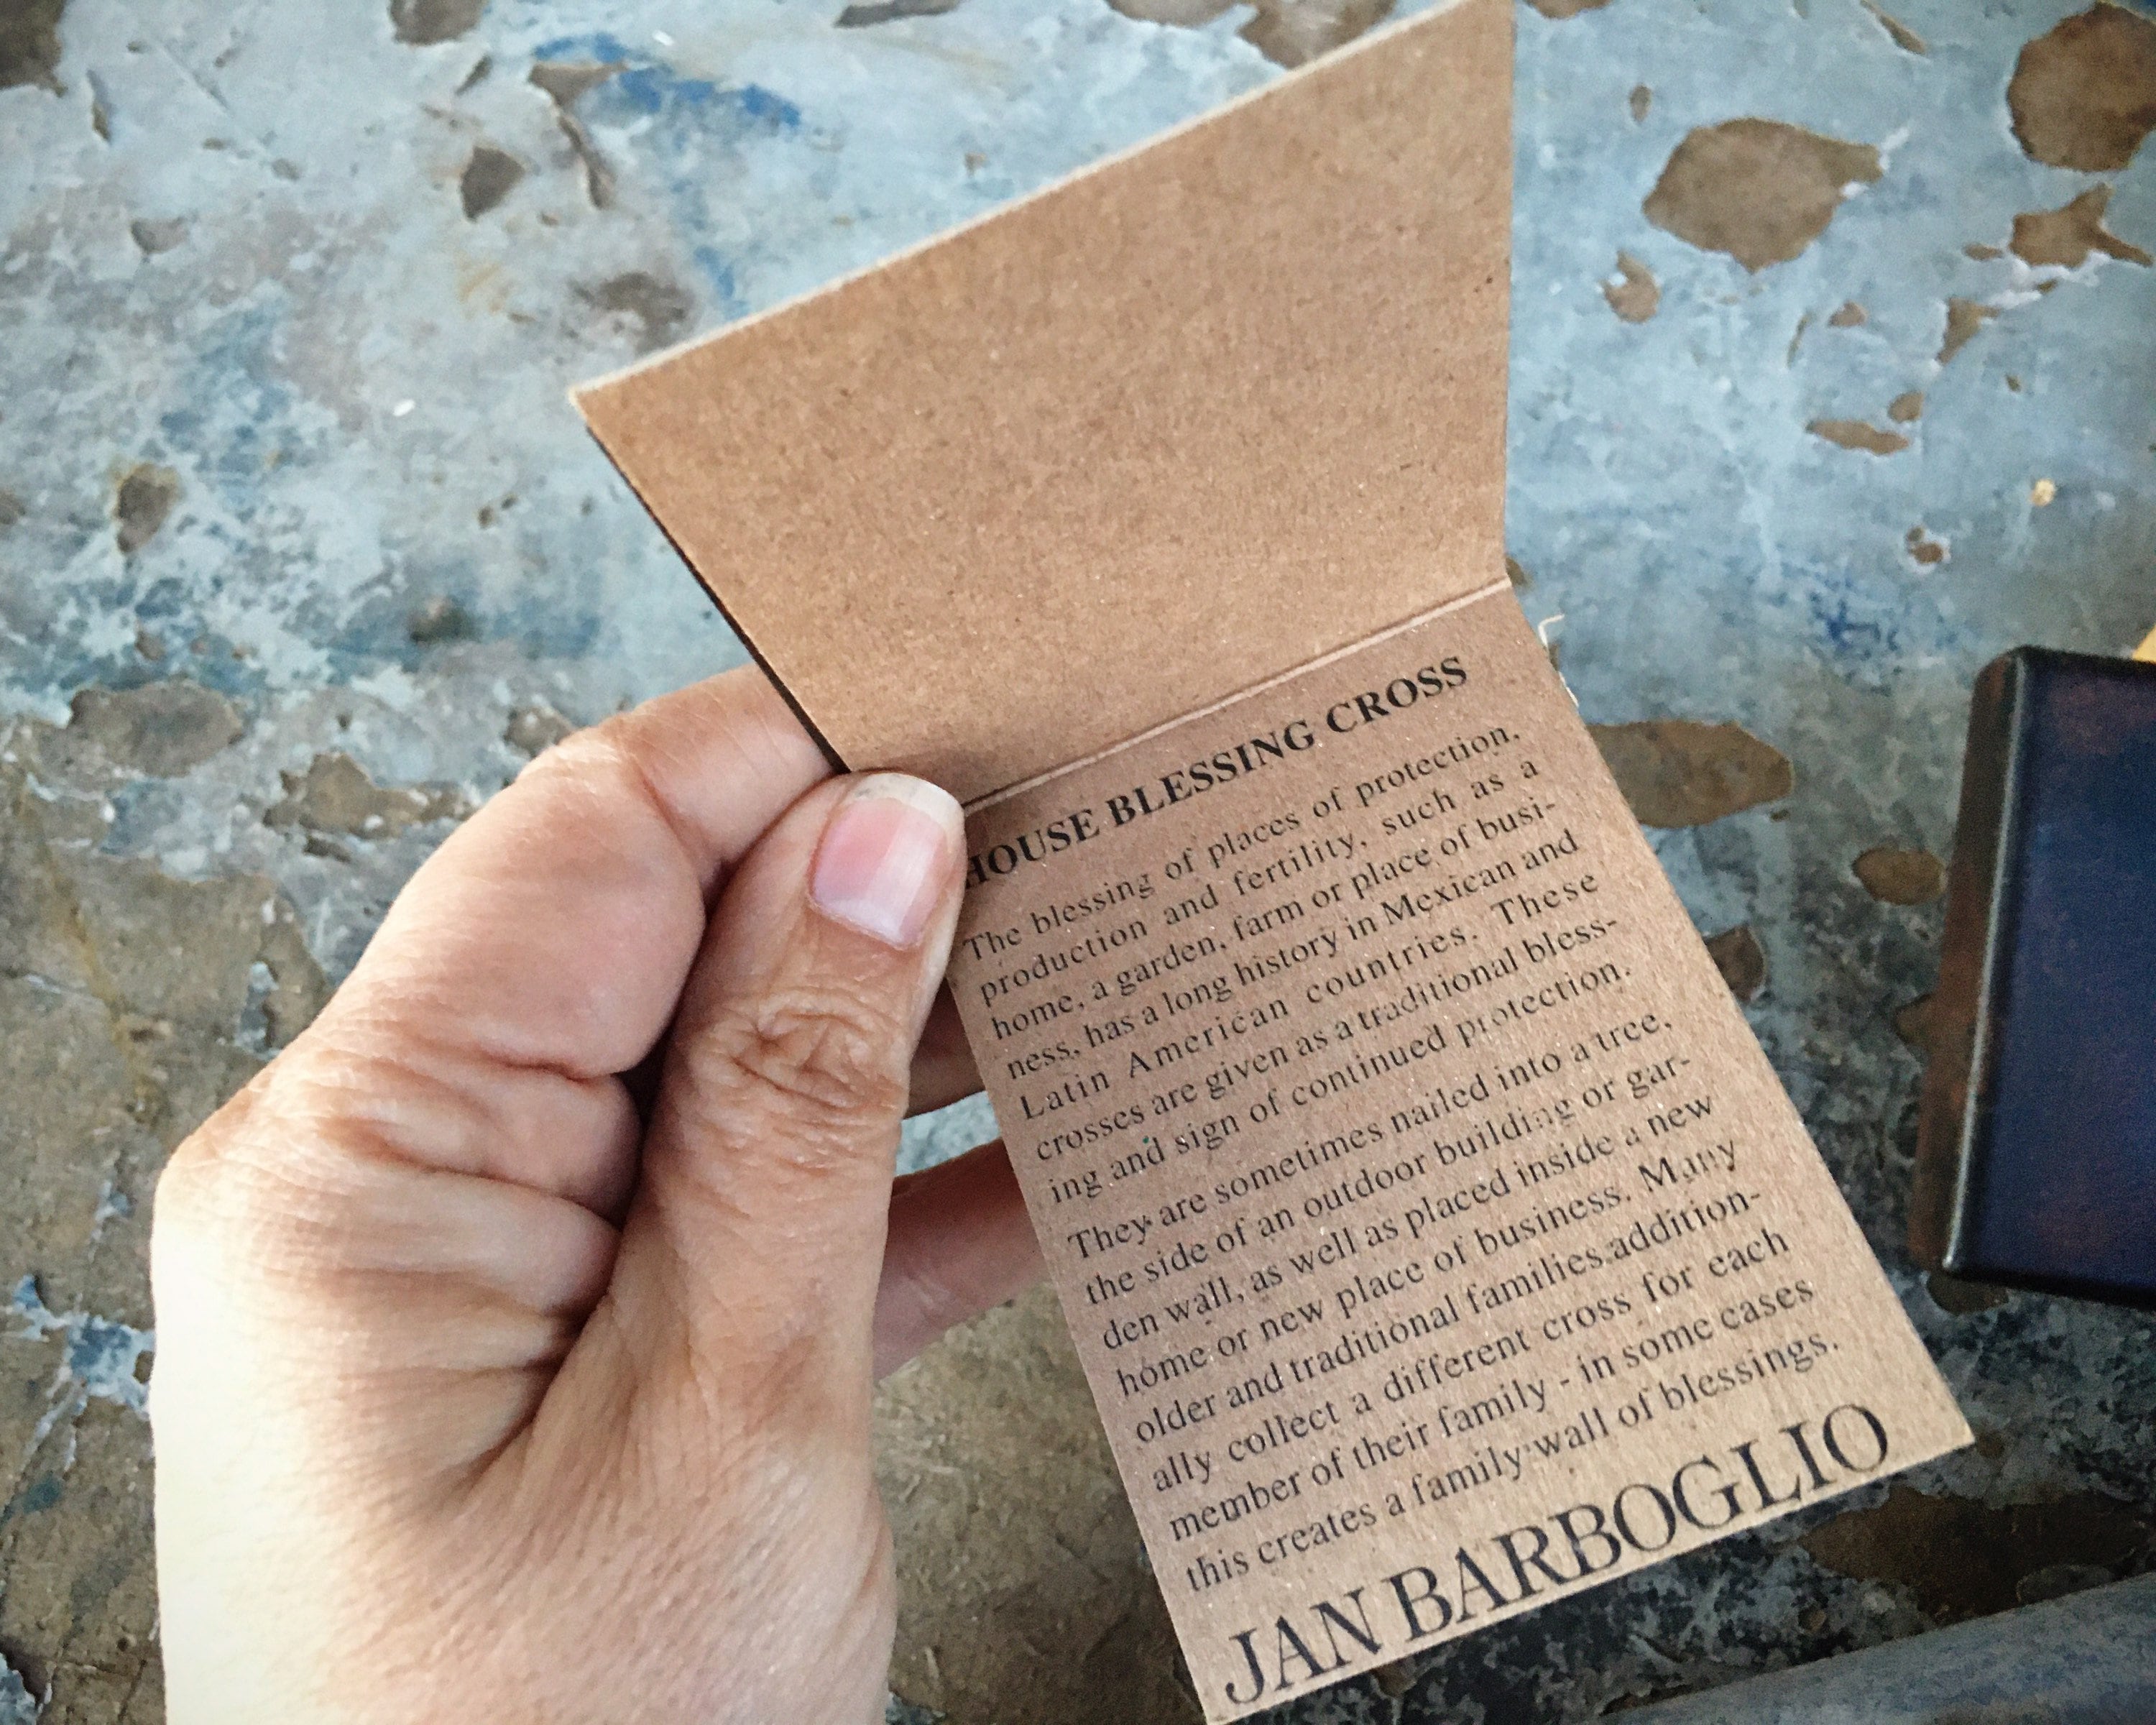 HOUSE BLESSING CROSS
The blessing of places of protection,
production and fertility, such as a
home, a garden, farm or place of busi-
ness, has a long history in Mexican and
Latin American countries. These
crosses are given as a traditional bless-
ing and sign of continued protection.
They are sometimes nailed into a tree,
the side of an outdoor building or gar-
den wall, as well as placed inside a new
home or new place of business. Many
older and traditional families addition-
ally collect a different cross for each
member of their family - in some cases
this creates a family wall of blessings.
JAN BARBOGLIO